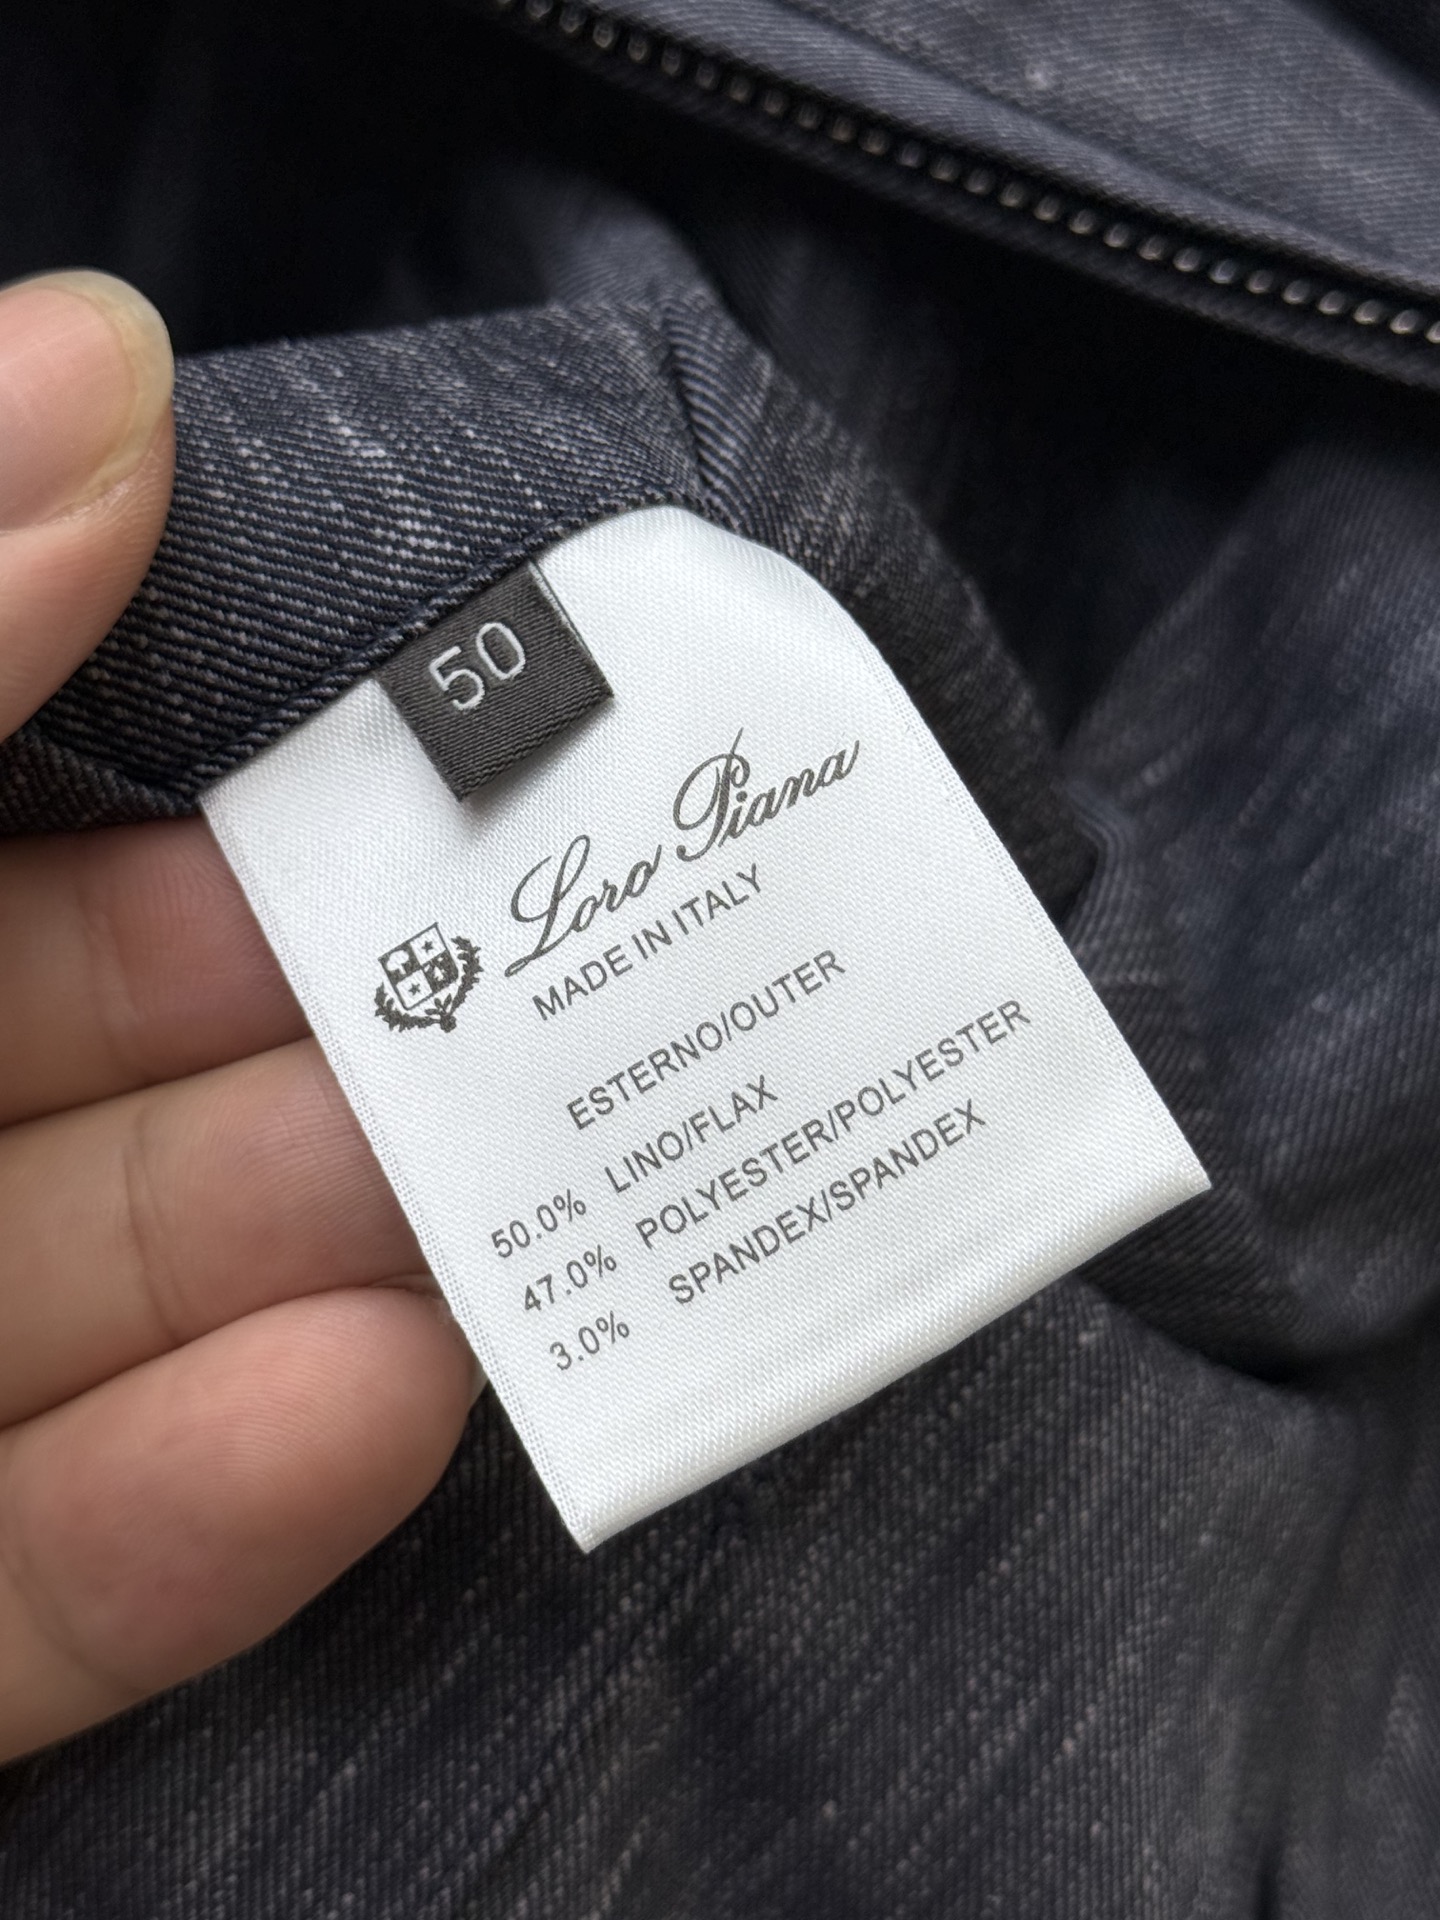 50
Loro Piana
MADE IN ITALY
ESTERNO/OUTER
50.0% LINO/FLAX
47.0% POLYESTER/POLYESTER
3.0% SPANDEX/SPANDEX